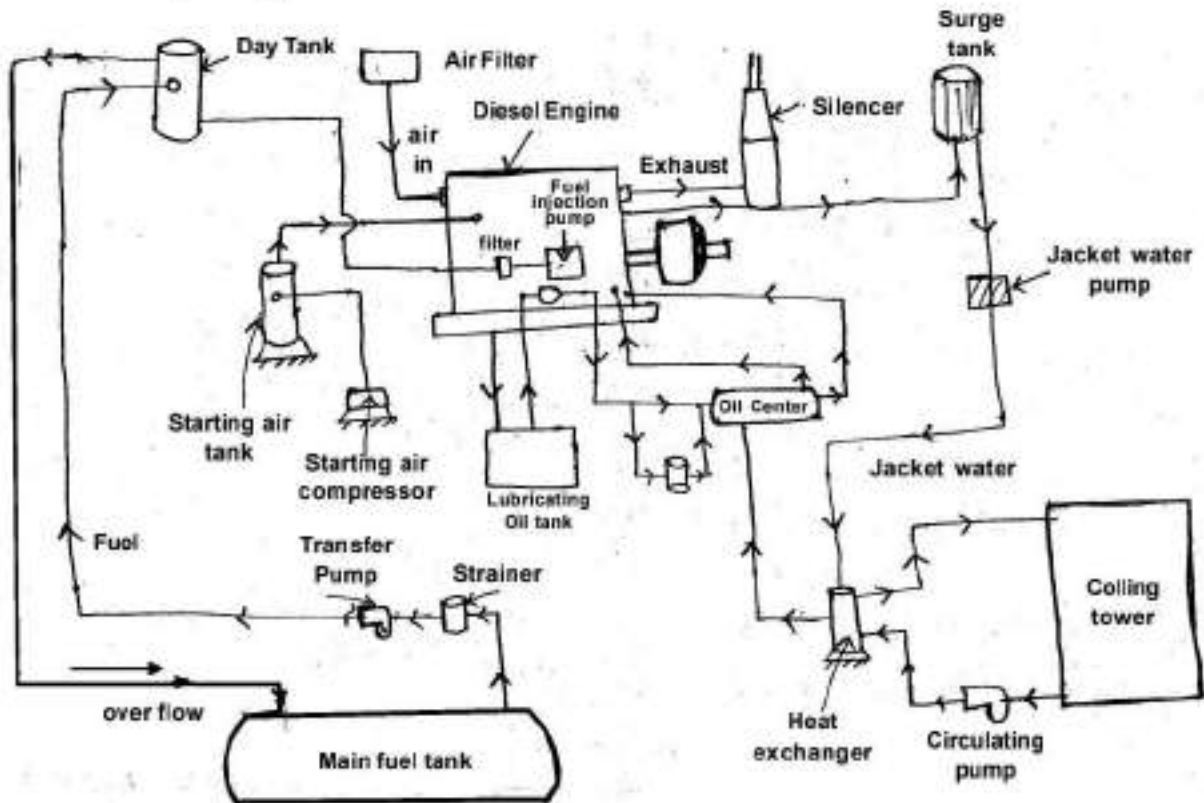 Surge
tank
Day Tank
Air Filter
Diesel Engine
Silencer
air
in
Exhaust
Fuel
injection
pump
filter
Jacket water
pump
Starting air
tank
Oil Center
Starting air
compressor
Lubricating
Oil tank
Jacket water
Fuel
Transfer
Pump
Strainer
Colling
tower
over flow
Heat
exchanger
Circulating
pump
Main fuel tank